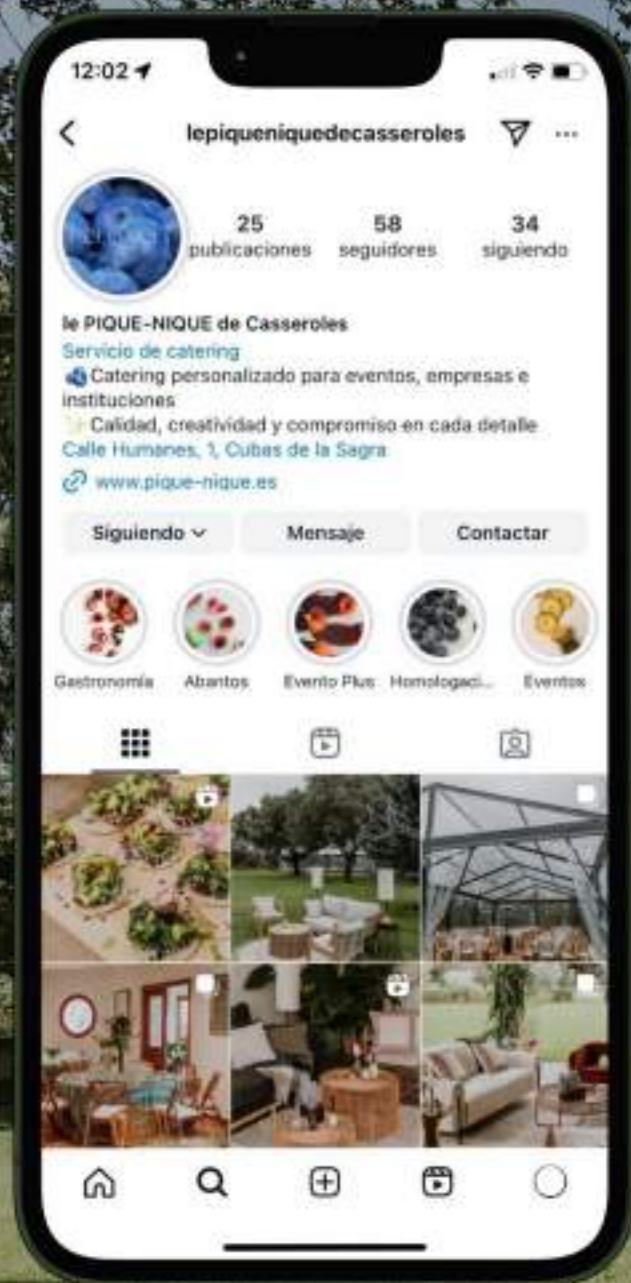 12:02
lepiqueniquedecasseroles
25
publicaciones
58
seguidores
34
siguiendo
le PIQUE-NIQUE de Casseroles
Servicio de catering
Catering personalizado para eventos, empresas e
instituciones
Calidad, creatividad y compromiso en cada detalle
Calle Humanes, 1, Cubas de la Sagra
www.pique-nique.es
Siguiendo
Mensaje
Contactar
Gastronomía
Abantos
Evento Plus
Homologaci...
Eventos